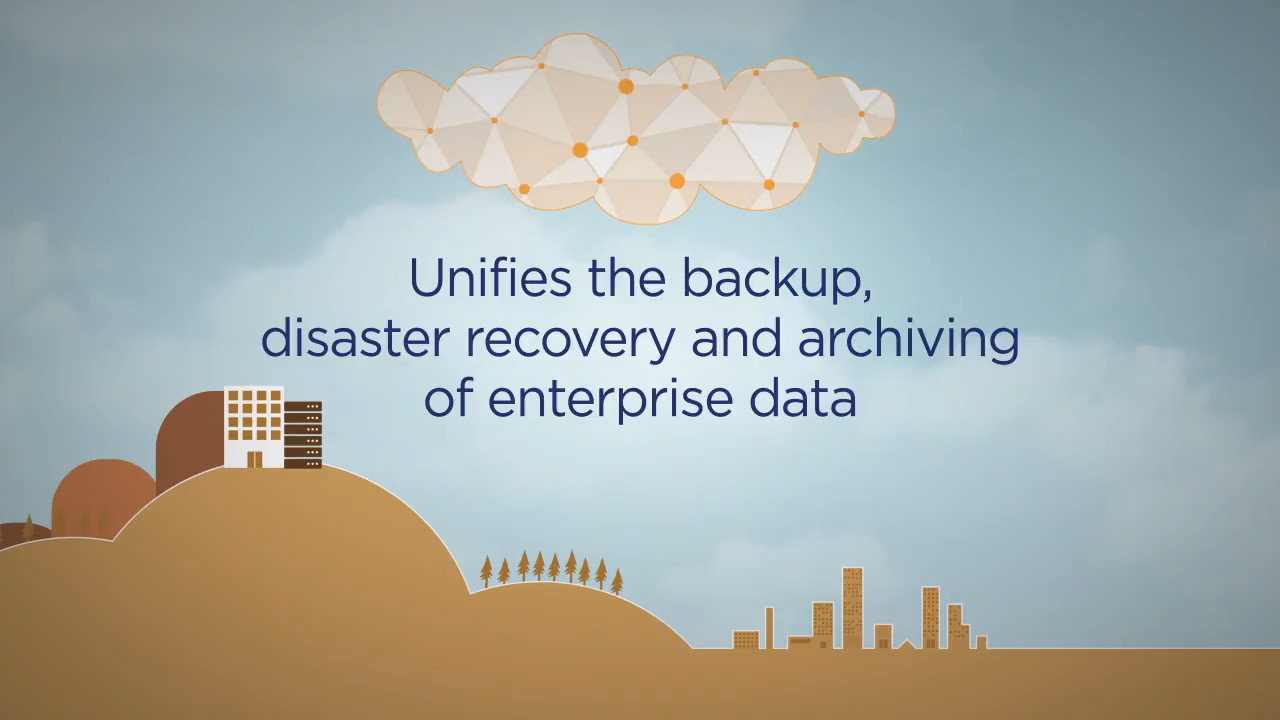 Unifies the backup,
disaster recovery and archiving
of enterprise data